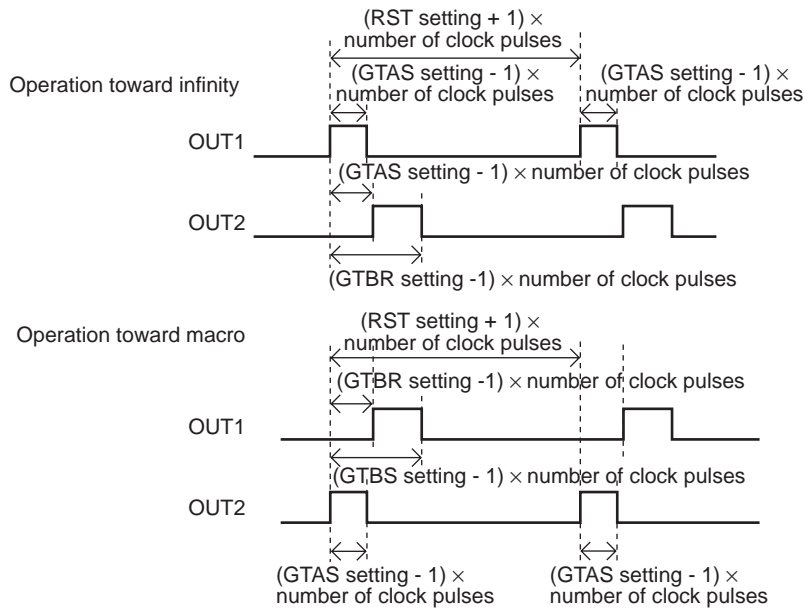 (RST setting + 1) ×
number of clock pulses
Operation toward infinity
(GTAS setting - 1) ×
number of clock pulses
(GTAS setting - 1) ×
number of clock pulses
OUT1
(GTAS setting - 1) × number of clock pulses
OUT2
(GTBR setting -1) × number of clock pulses
Operation toward macro
(RST setting + 1) ×
number of clock pulses
(GTBR setting -1) × number of clock pulses
OUT1
(GTBS setting - 1) × number of clock pulses
OUT2
(GTAS setting - 1) ×
number of clock pulses
(GTAS setting - 1) ×
number of clock pulses